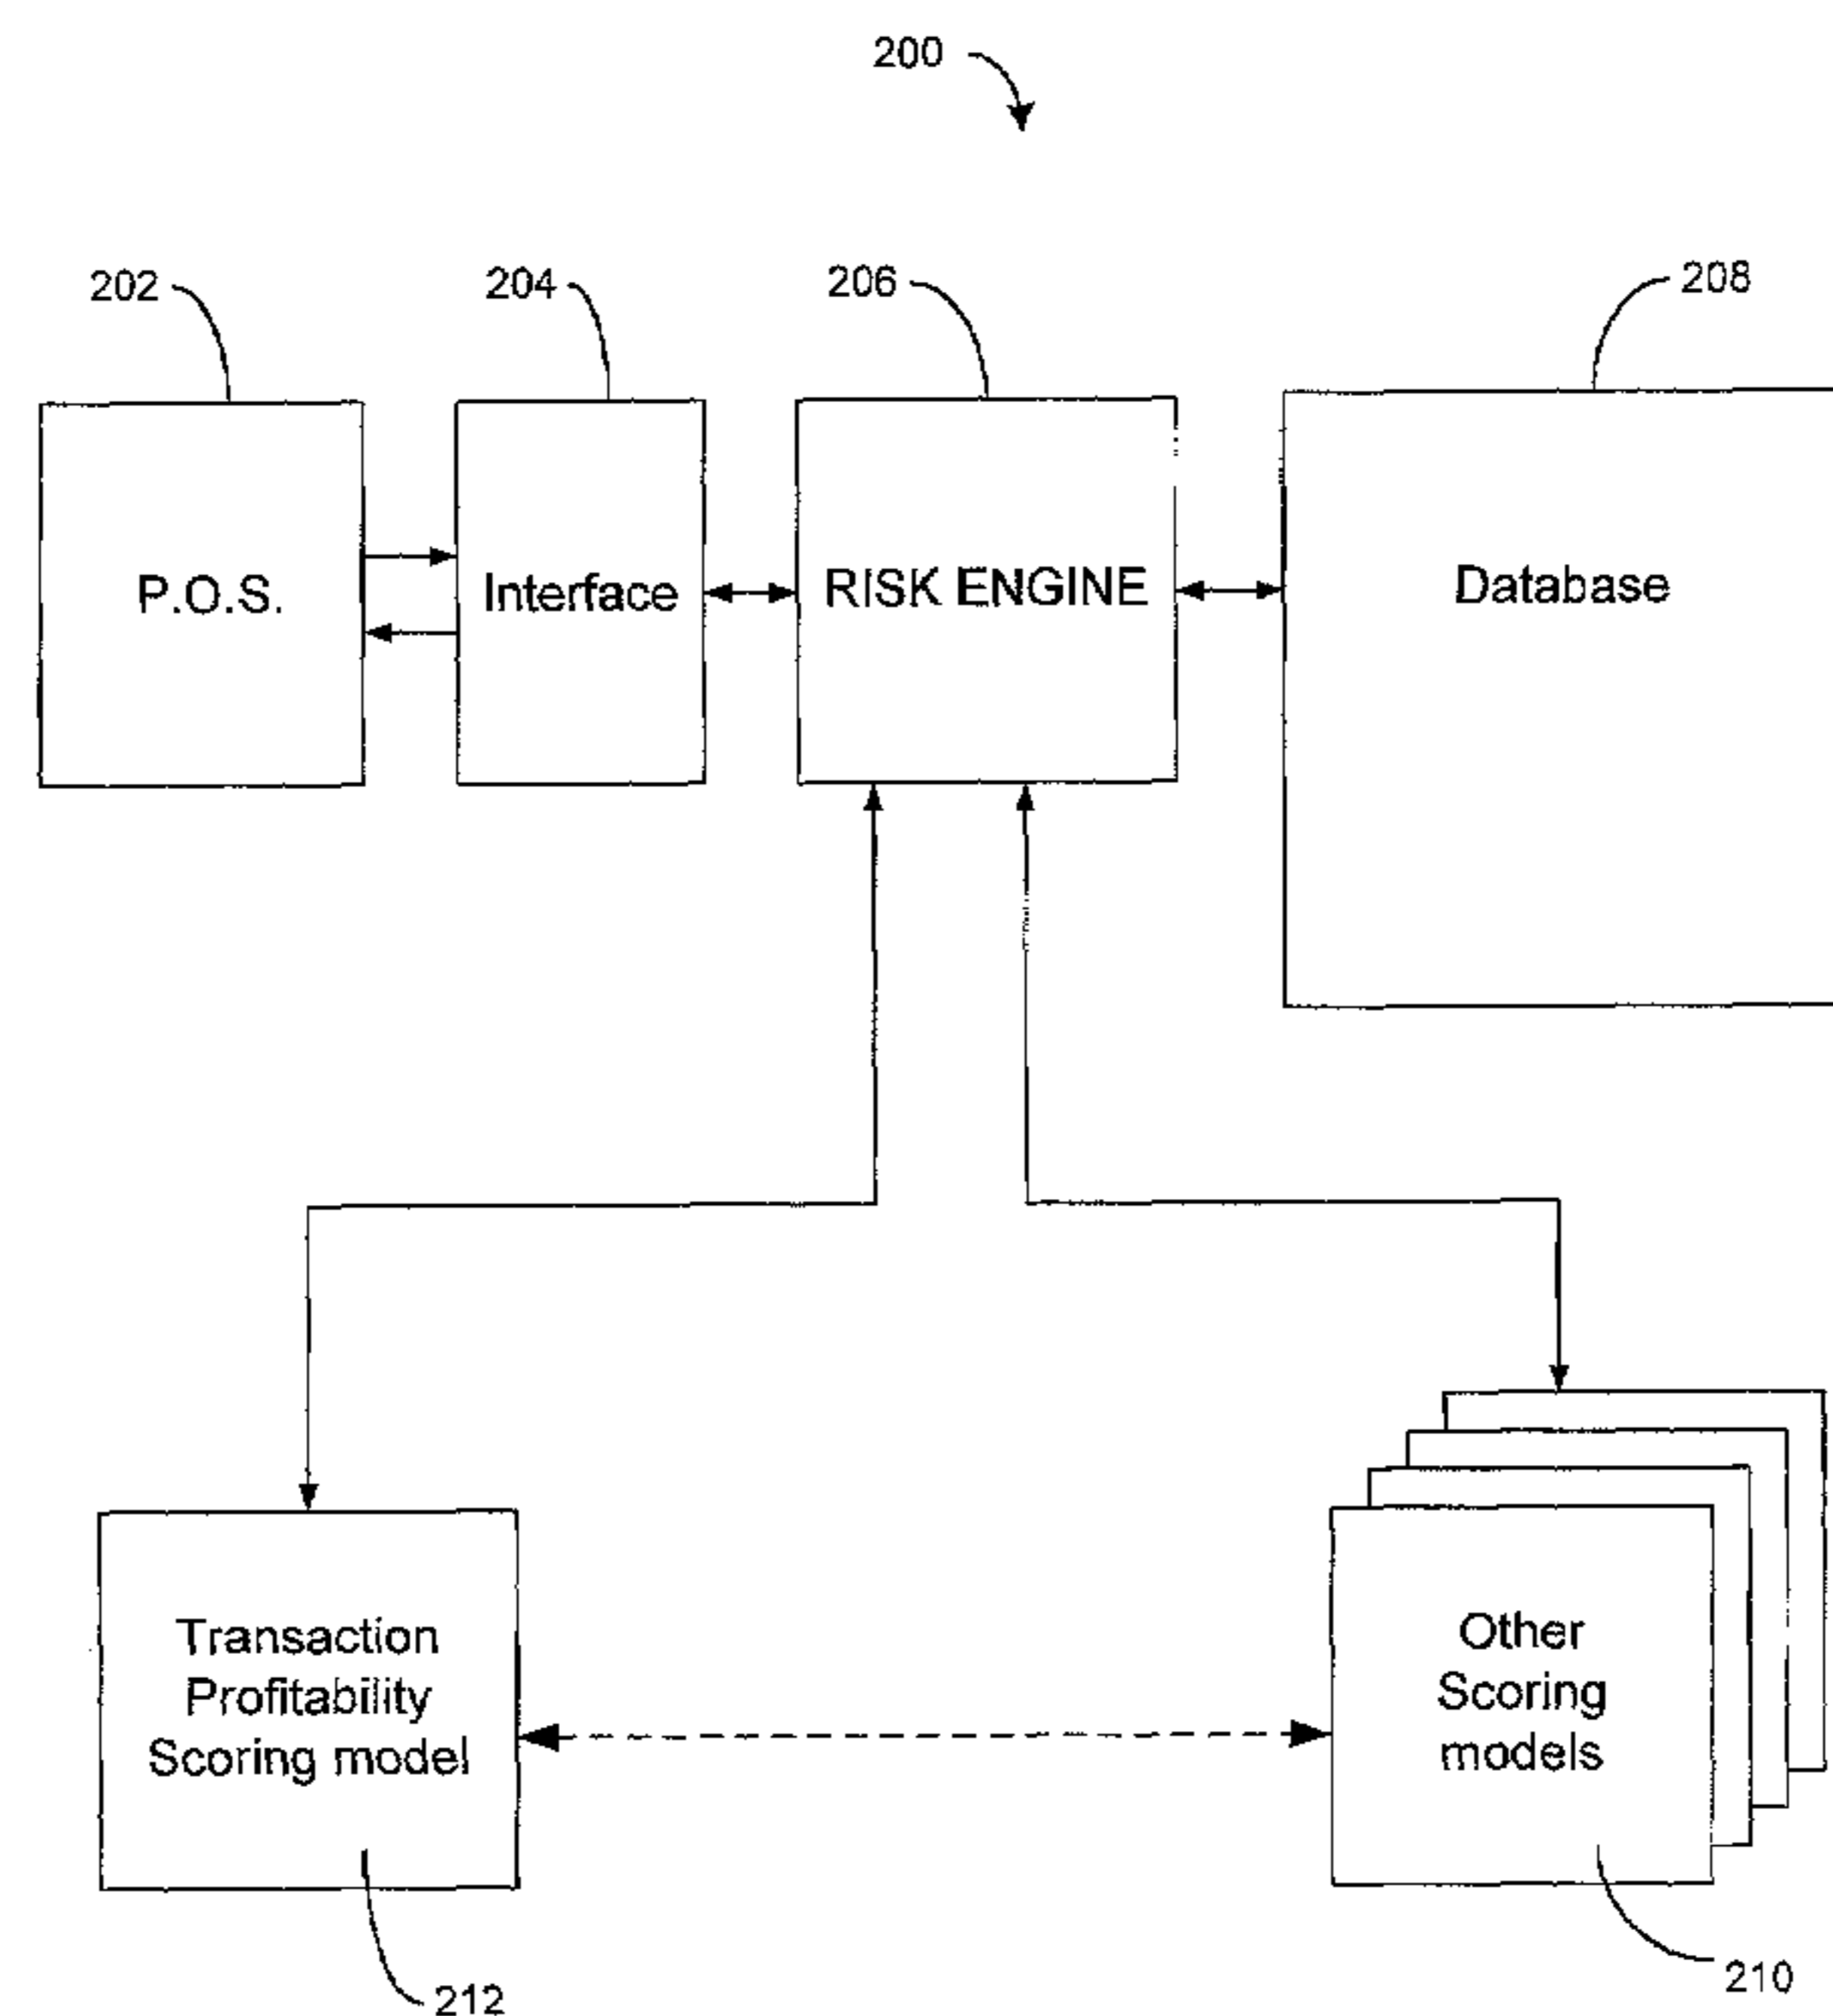 200
202
204
206
208
P.O.S.
Interface
RISK ENGINE
Database
Transaction
Profitability
Scoring model
Other
Scoring
models
212
210